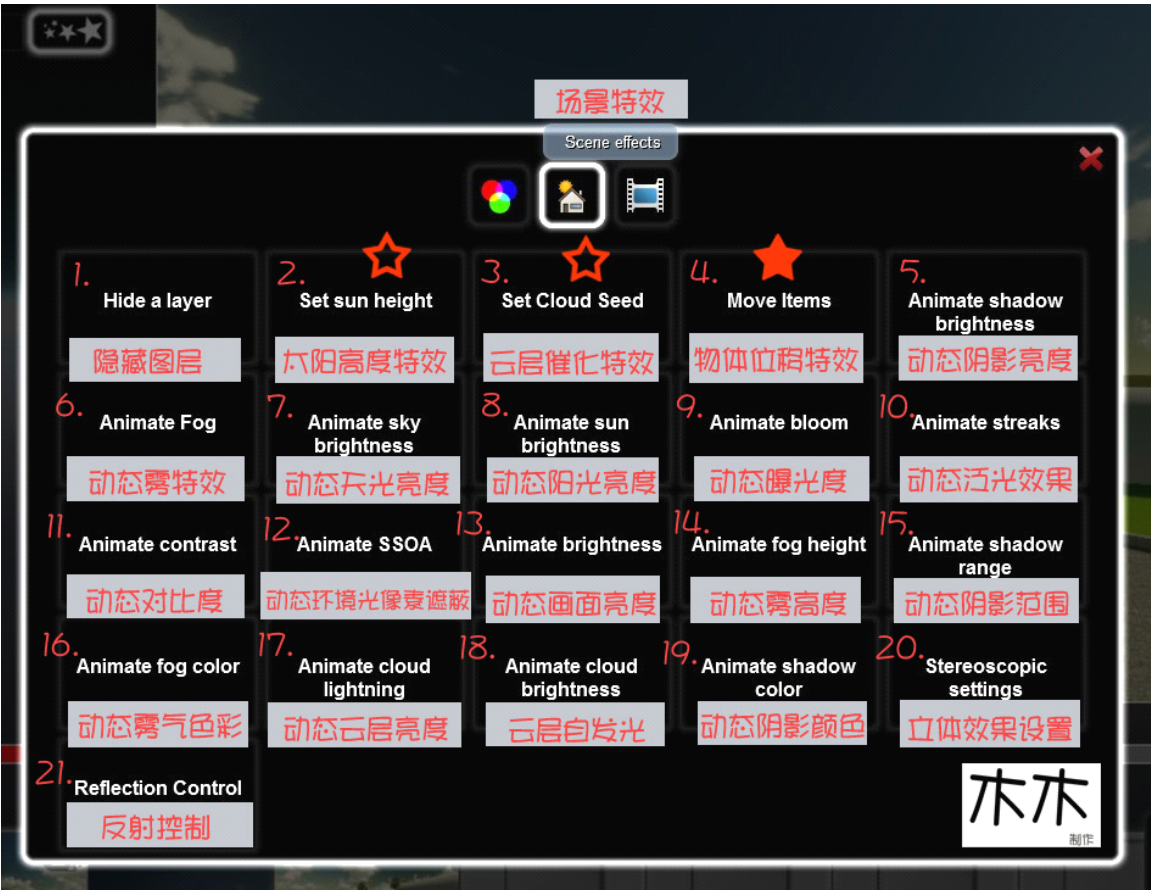 场景特效
Scene effects
1.
Hide a layer
隐藏图层
2.
Set sun height
太阳高度特效
3.
Set Cloud Seed
云层催化特效
4.
Move Items
物体位移特效
5.
Animate shadow
brightness
动态阴影亮度
6.
Animate Fog
动态雾特效
7.
Animate sky
brightness
动态天光亮度
8.
Animate sun
brightness
动态阳光亮度
9.
Animate bloom
动态曝光度
10.
Animate streaks
动态泛光效果
11.
Animate contrast
动态对比度
12.
Animate SSOA
动态环境光像素遮蔽
13.
Animate brightness
动态画面亮度
14.
Animate fog height
动态雾高度
15.
Animate shadow
range
动态阴影范围
16.
Animate fog color
动态雾气色彩
17.
Animate cloud
lightning
动态云层亮度
18.
Animate cloud
brightness
云层自发光
19.
Animate shadow
color
动态阴影颜色
20.
Stereoscopic
settings
立体效果设置
21.
Reflection Control
反射控制
木木
制作